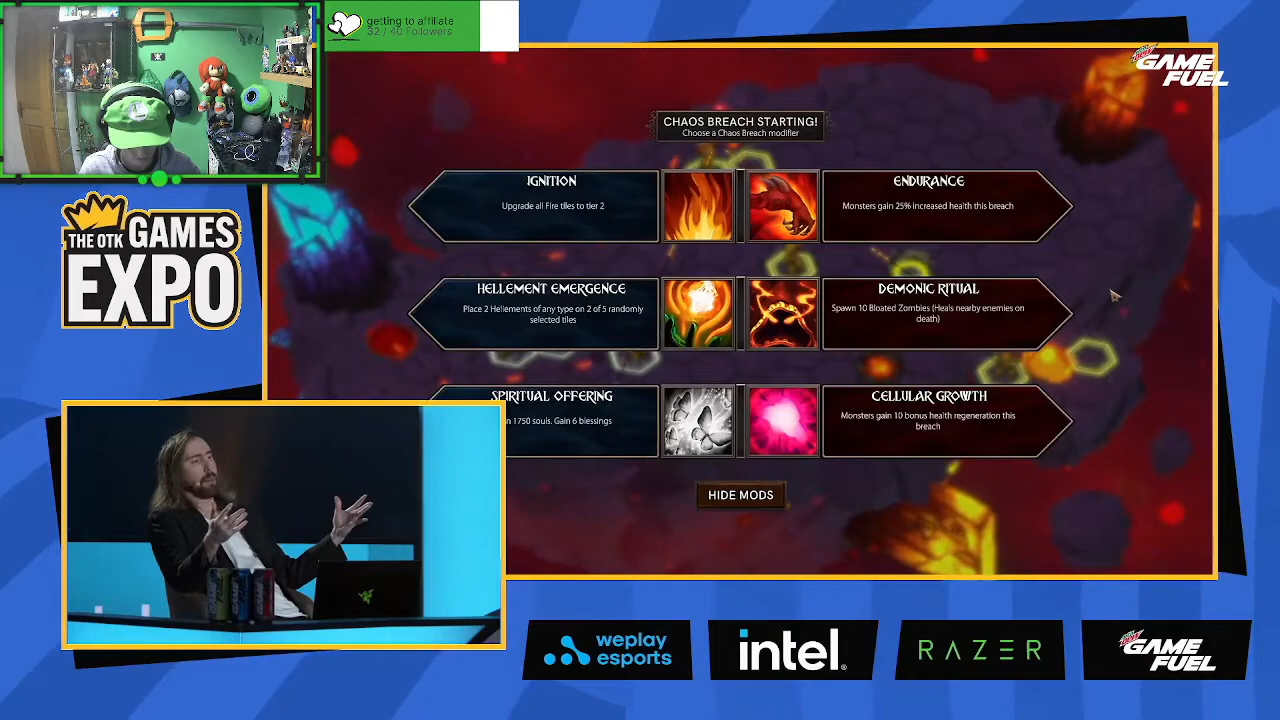 getting to affiliate
32 / 40 Followers
GAME
FUEL
CHAOS BREACH STARTING!
Choose a Chaos Breach modifier
IGNITION
Upgrade all Fire tiles to tier 2
ENDURANCE
Monsters gain 25% increased health this breach
THE OTK GAMES
EXPO
HELLEMENT EMERGENCE
Place 2 Hellements of any type on 2 of 5 randomly
selected tiles
DEMONIC RITUAL
Spawn 10 Bloated Zombies (Heals nearby enemies on
death)
SPIRITUAL OFFERING
1750 souls. Gain 6 blessings
CELLULAR GROWTH
Monsters gain 10 bonus health regeneration this
breach
HIDE MODS
GAME FUEL
weplay
esports
intel.
RAZER
GAME
FUEL